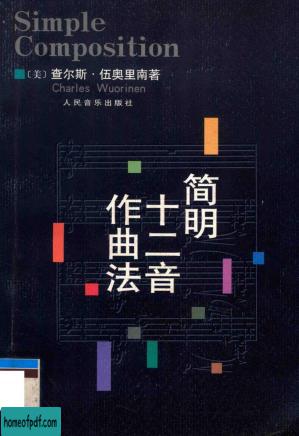 Simple
Composition
〔美〕查尔斯·伍奥里南著
Charles Wuorinen
人民音乐出版社
简明
十二音
作曲法
homeofpdf.com